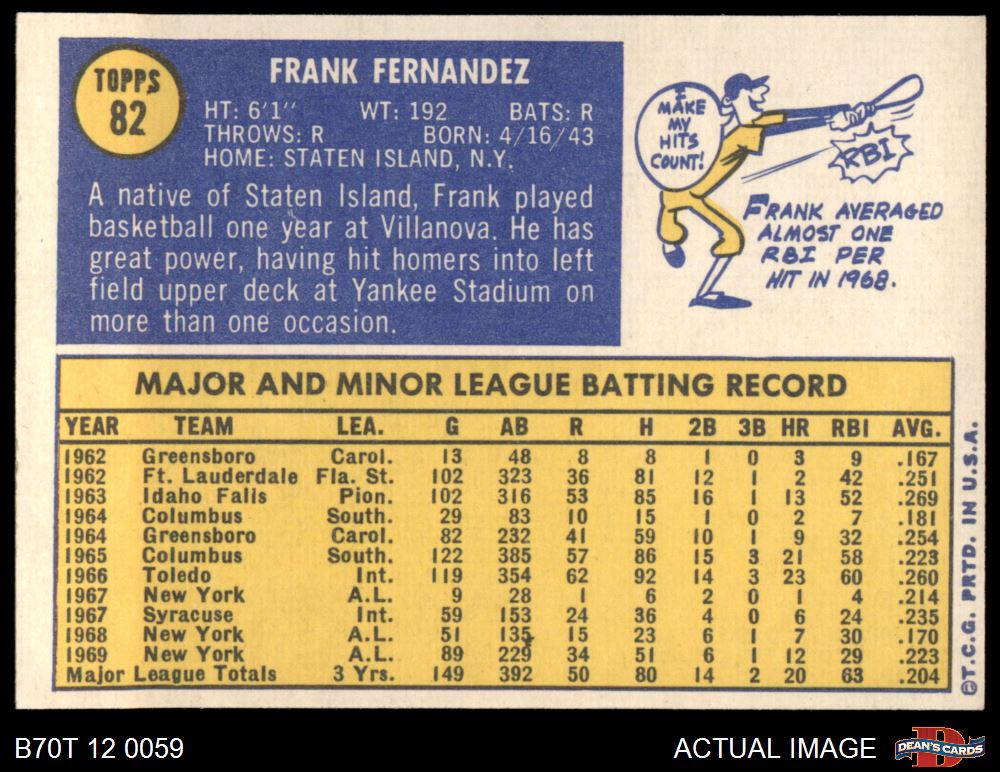 TOPPS
82
FRANK FERNANDEZ
HT: 6'1" WT: 192 BATS: R
THROWS: R BORN: 4/16/43
HOME: STATEN ISLAND, N.Y.
A native of Staten Island, Frank played
basketball one year at Villanova. He has
great power, having hit homers into left
field upper deck at Yankee Stadium on
more than one occasion.
I
MAKE
MY
HITS
COUNT!
RBI
FRANK AVERAGED
ALMOST ONE
RBI PER
HIT IN 1968.
MAJOR AND MINOR LEAGUE BATTING RECORD
YEAR TEAM LEA. G AB R H 2B 3B HR RBI AVG.
1962 Greensboro Carol. 13 48 8 8 1 0 3 9 .167
1962 Ft. Lauderdale Fla. St. 102 323 36 81 12 1 2 42 .251
1963 Idaho Falls Pion. 102 316 53 85 16 1 13 52 .269
1964 Columbus South. 29 83 10 15 1 0 2 7 .181
1964 Greensboro Carol. 82 232 41 59 10 1 9 32 .254
1965 Columbus South. 122 385 57 86 15 3 21 58 .223
1966 Toledo Int. 119 354 62 92 14 3 23 60 .260
1967 New York A.L. 9 28 1 6 2 0 1 4 .214
1967 Syracuse Int. 59 153 24 36 4 0 6 24 .235
1968 New York A.L. 51 135 15 23 6 1 7 30 .170
1969 New York A.L. 89 229 34 51 6 1 12 29 .223
Major League Totals 3 Yrs. 149 392 50 80 14 2 20 63 .204
©T.C.G. PRTD. IN U.S.A.
B70T 12 0059
ACTUAL IMAGE
D
DEAN'S CARDS